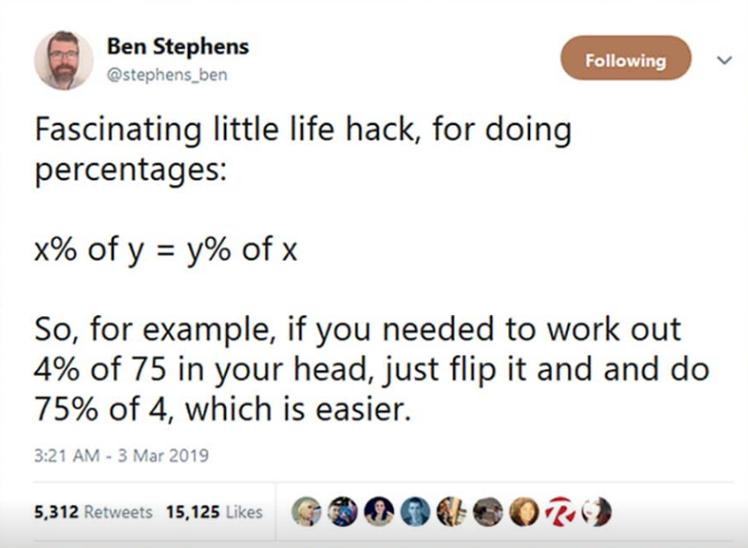 Ben Stephens
@stephens_ben
Following
Fascinating little life hack, for doing
percentages:
x% of y = y% of x
So, for example, if you needed to work out
4% of 75 in your head, just flip it and and do
75% of 4, which is easier.
3:21 AM - 3 Mar 2019
5,312 Retweets 15,125 Likes